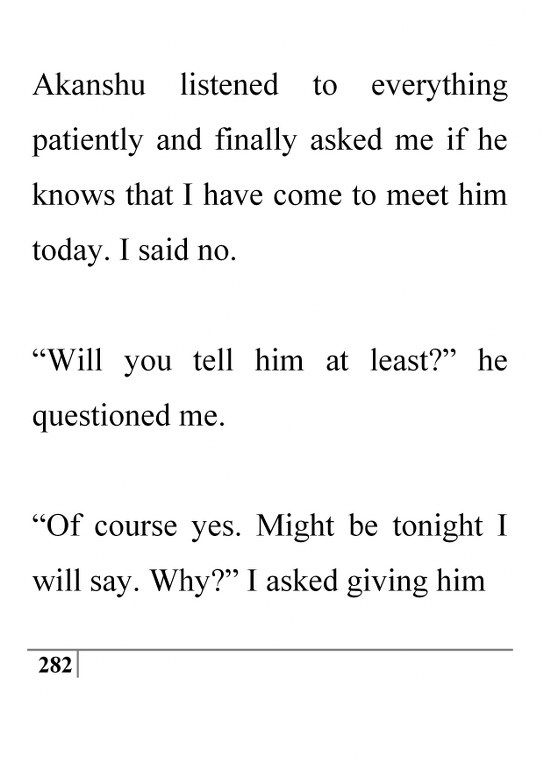 Akanshu listened to everything
patiently and finally asked me if he
knows that I have come to meet him
today. I said no.
“Will you tell him at least?” he
questioned me.
“Of course yes. Might be tonight I
will say. Why?” I asked giving him
282